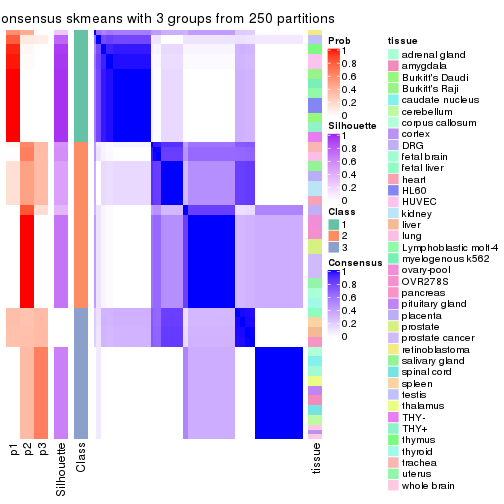 onsensus skmeans with 3 groups from 250 partitions
Prob
1
0.8
0.6
0.4
0.2
0
Silhouette
1
0.8
0.6
0.4
0.2
0
Class
1
2
3
Consensus
1
0.8
0.6
0.4
0.2
0
tissue
adrenal gland
amygdala
Burkitt's Daudi
Burkitt's Raji
caudate nucleus
cerebellum
corpus callosum
cortex
DRG
fetal brain
fetal liver
heart
HL60
HUVEC
kidney
liver
lung
Lymphoblastic molt-4
myelogenous k562
ovary-pool
OVR278S
pancreas
pituitary gland
placenta
prostate
prostate cancer
retinoblastoma
salivary gland
spinal cord
spleen
testis
thalamus
THY-
THY+
thymus
thyroid
trachea
uterus
whole brain
p1
p2
p3
Silhouette
Class
tissue